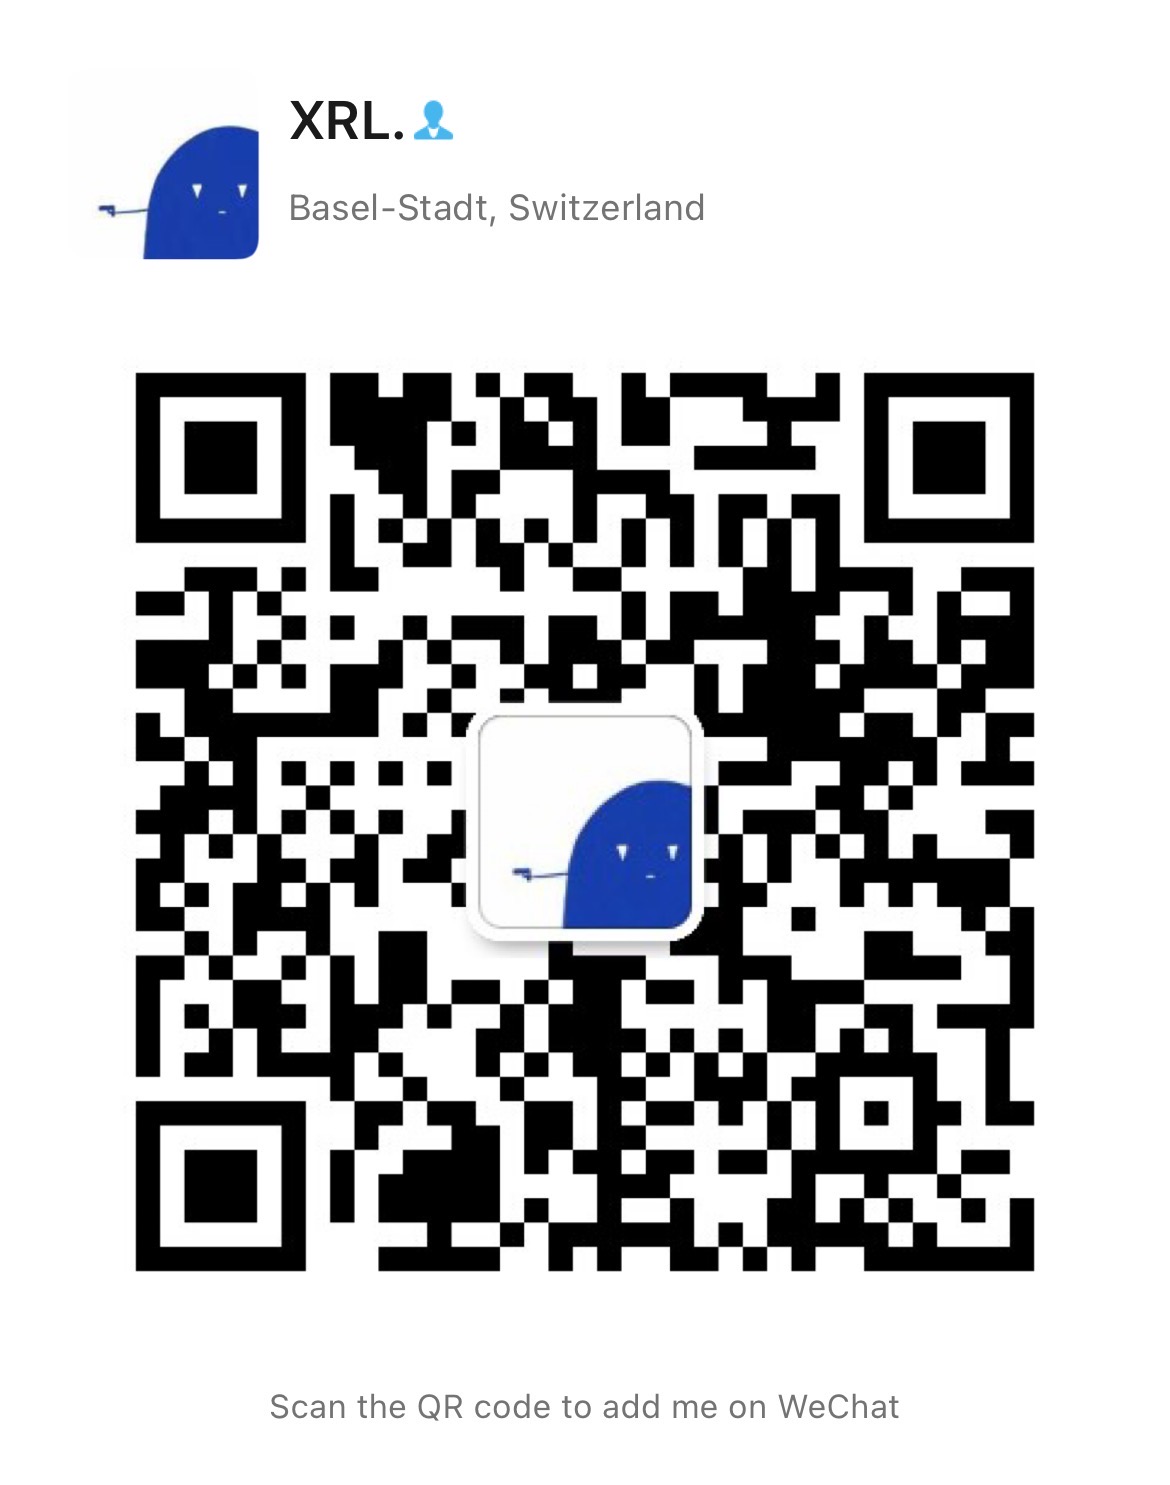 XRL.
Basel-Stadt, Switzerland
Scan the QR code to add me on WeChat